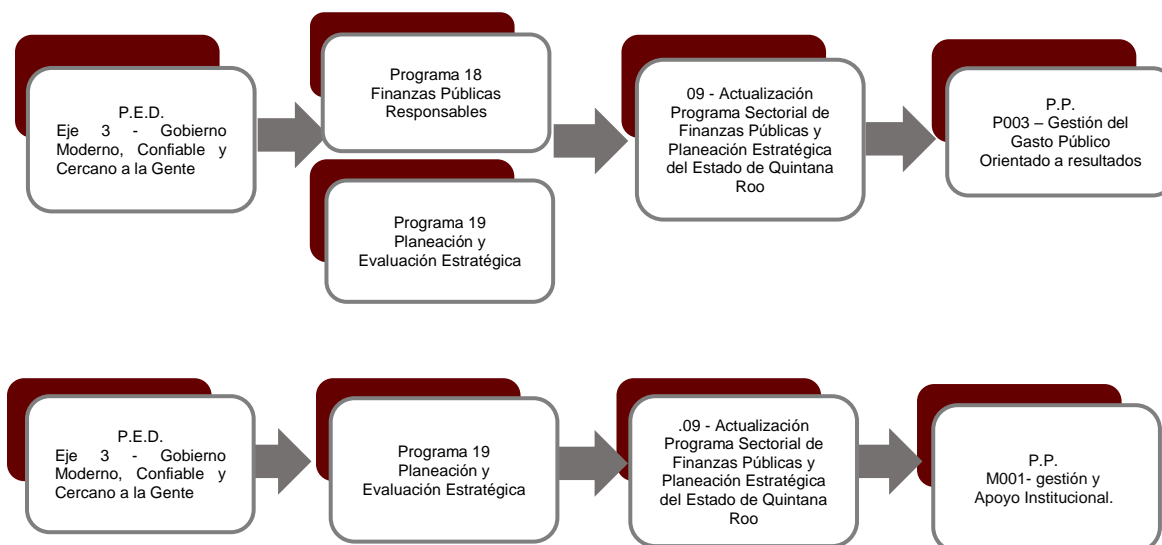 P.E.D.
Eje 3 - Gobierno
Moderno, Confiable y
Cercano a la Gente
Programa 18
Finanzas Públicas
Responsables
Programa 19
Planeación y
Evaluación Estratégica
09 - Actualización
Programa Sectorial de
Finanzas Públicas y
Planeación Estratégica
del Estado de Quintana
Roo
P.P.
P003 – Gestión del
Gasto Público
Orientado a resultados
P.E.D.
Eje 3 - Gobierno
Moderno, Confiable y
Cercano a la Gente
Programa 19
Planeación y
Evaluación Estratégica
.09 - Actualización
Programa Sectorial de
Finanzas Públicas y
Planeación Estratégica
del Estado de Quintana
Roo
P.P.
M001- gestión y
Apoyo Institucional.